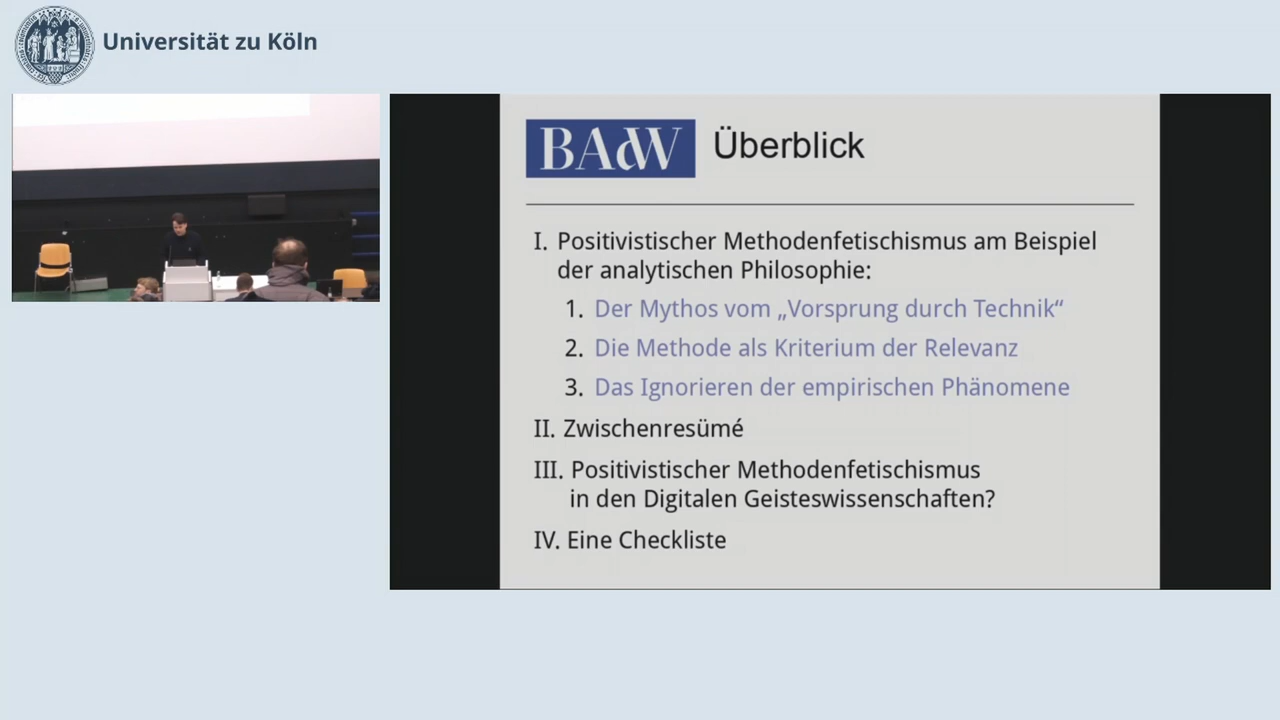 Universität zu Köln
BAdW Überblick
I. Positivistischer Methodenfetischismus am Beispiel
der analytischen Philosophie:
1. Der Mythos vom „Vorsprung durch Technik“
2. Die Methode als Kriterium der Relevanz
3. Das Ignorieren der empirischen Phänomene
II. Zwischenresümé
III. Positivistischer Methodenfetischismus
in den Digitalen Geisteswissenschaften?
IV. Eine Checkliste